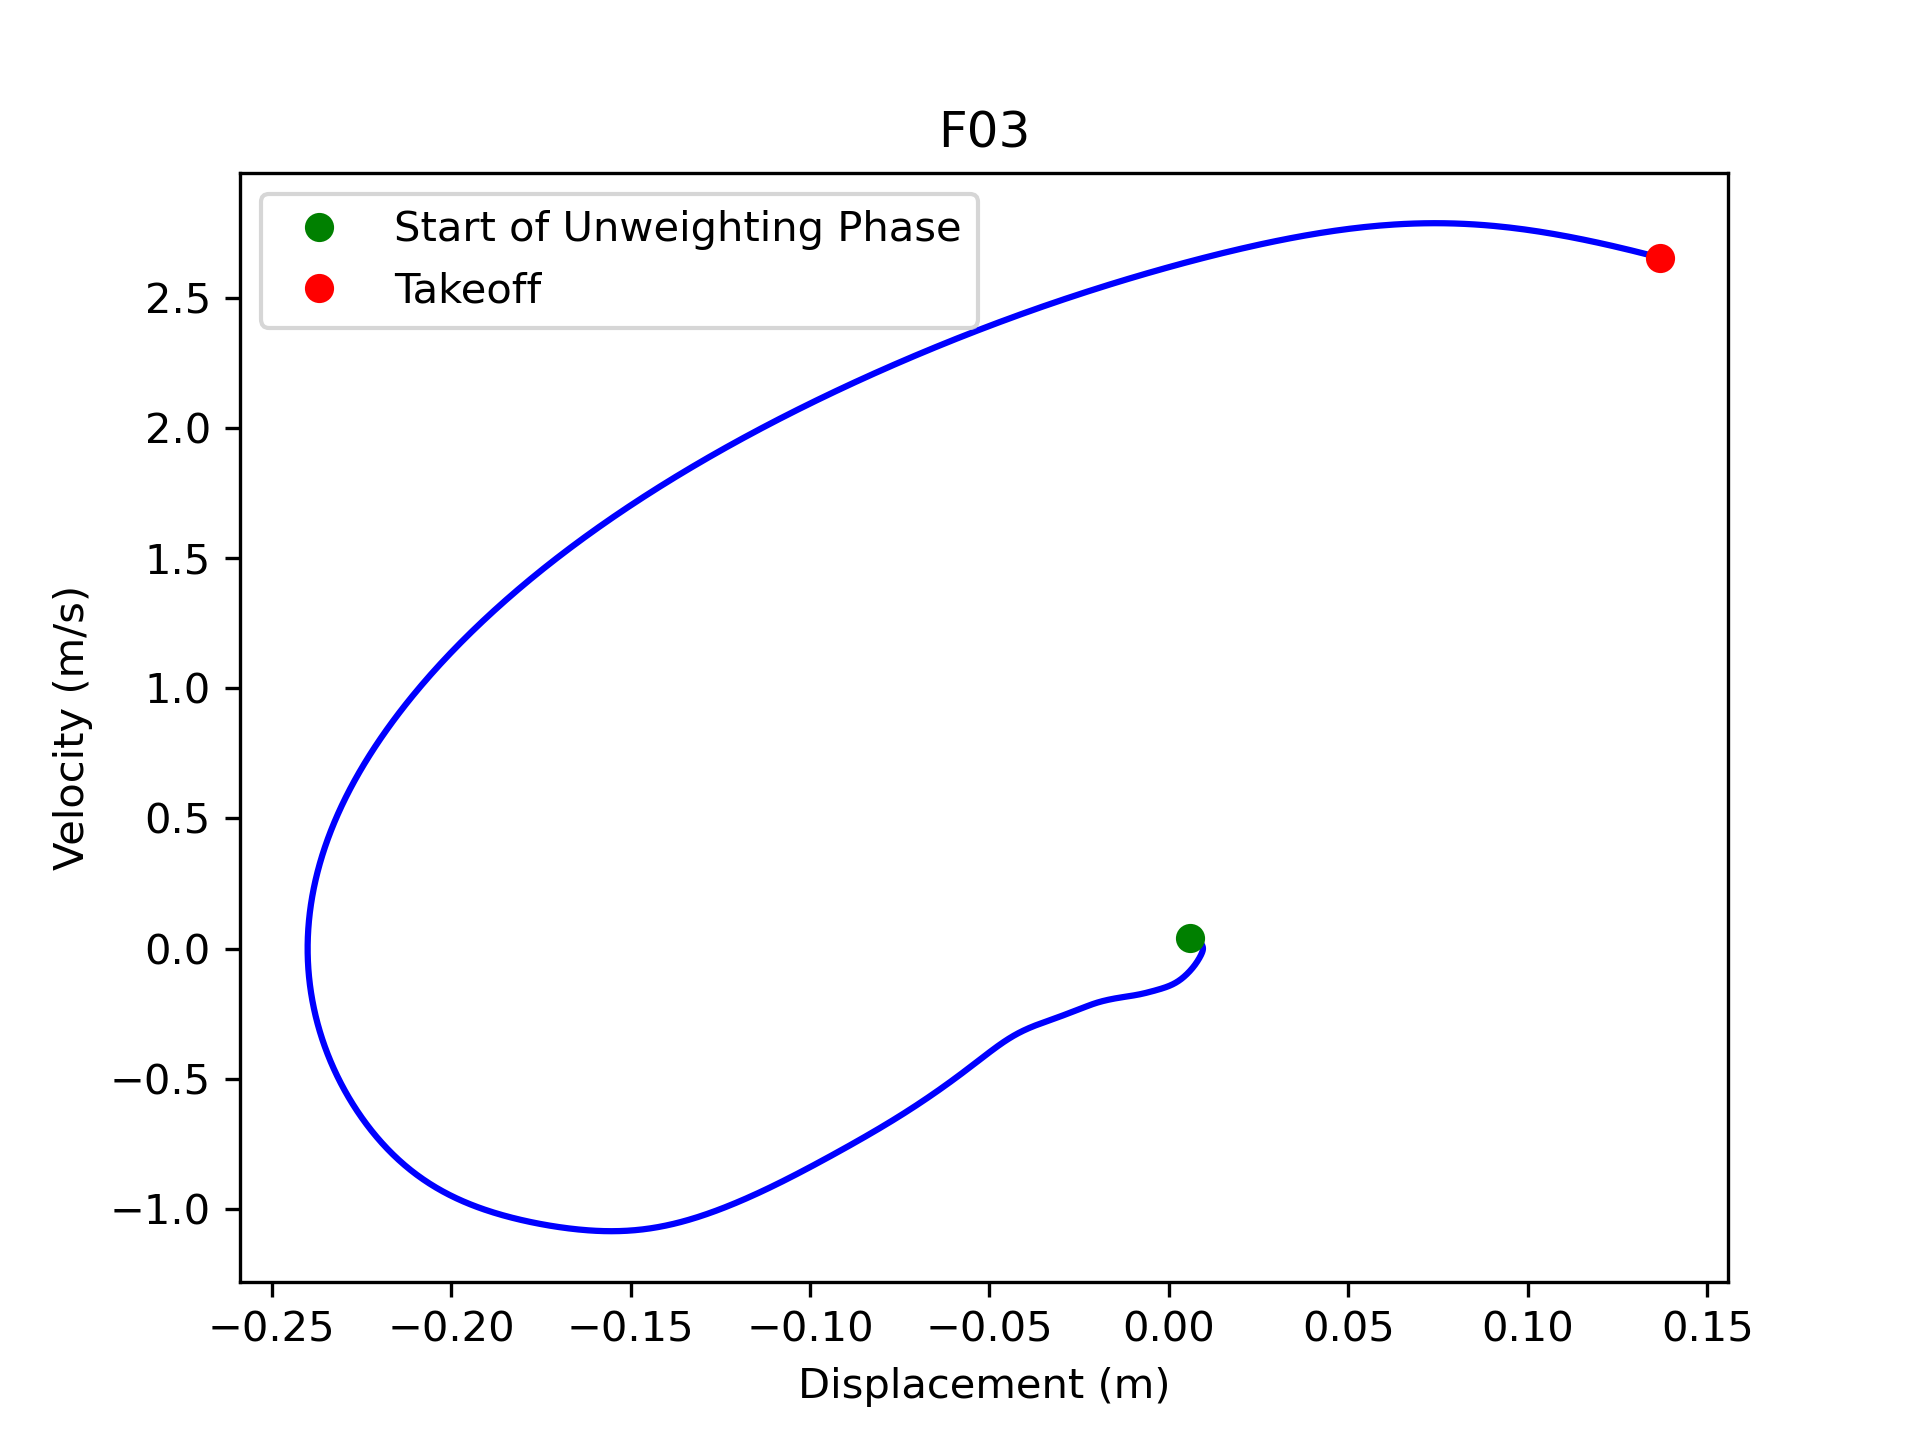 F03
Start of Unweighting Phase
Takeoff
2.5
2.0
1.5
1.0
0.5
0.0
−0.5
−1.0
Velocity (m/s)
−0.25 −0.20 −0.15 −0.10 −0.05 0.00 0.05 0.10 0.15
Displacement (m)